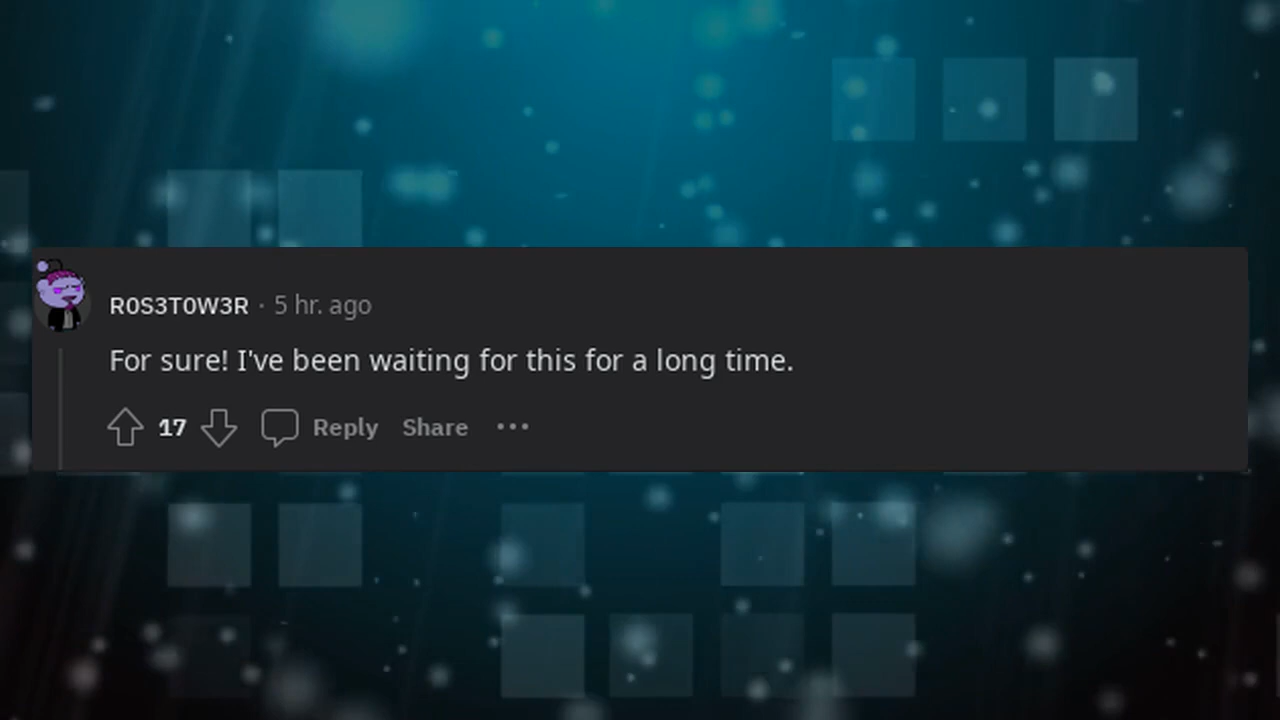 R0S3T0W3R · 5 hr. ago
For sure! I've been waiting for this for a long time.
17 Reply Share •••